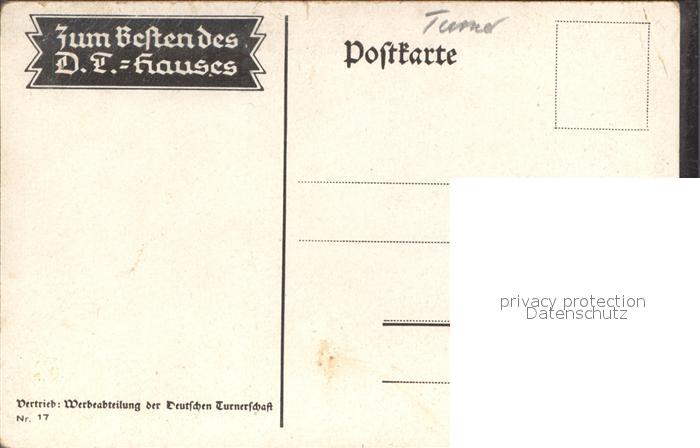 Zum Besten des
D. T.=Hauses
Turner
Postkarte
privacy protection
Datenschutz
Vertrieb: Werbeabteilung der Deutschen Turnerschaft
Nr. 17